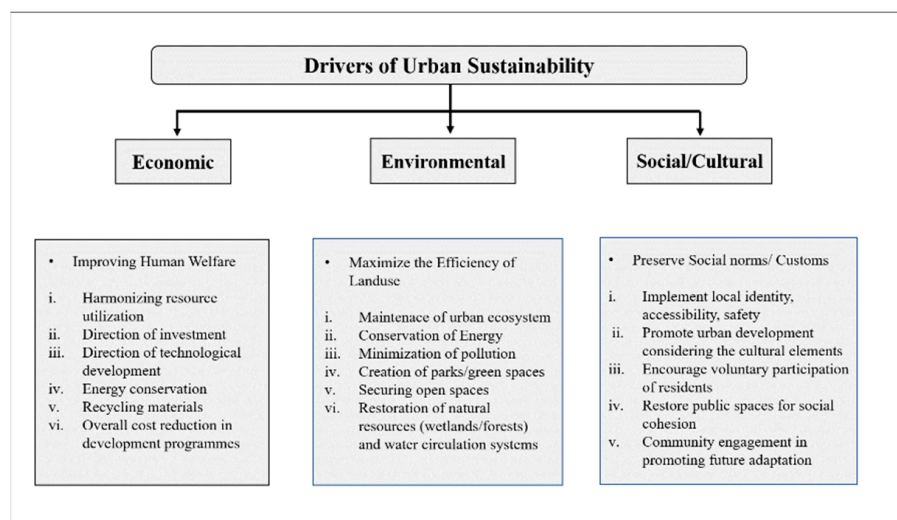 Drivers of Urban Sustainability
Economic
Environmental
Social/Cultural
• Improving Human Welfare
i. Harmonizing resource
utilization
ii. Direction of investment
iii. Direction of technological
development
iv. Energy conservation
v. Recycling materials
vi. Overall cost reduction in
development programmes
• Maximize the Efficiency of
Landuse
i. Maintenace of urban ecosystem
ii. Conservation of Energy
iii. Minimization of pollution
iv. Creation of parks/green spaces
v. Securing open spaces
vi. Restoration of natural
resources (wetlands/forests)
and water circulation systems
• Preserve Social norms/ Customs
i. Implement local identity,
accessibility, safety
ii. Promote urban development
considering the cultural elements
iii. Encourage voluntary participation
of residents
iv. Restore public spaces for social
cohesion
v. Community engagement in
promoting future adaptation